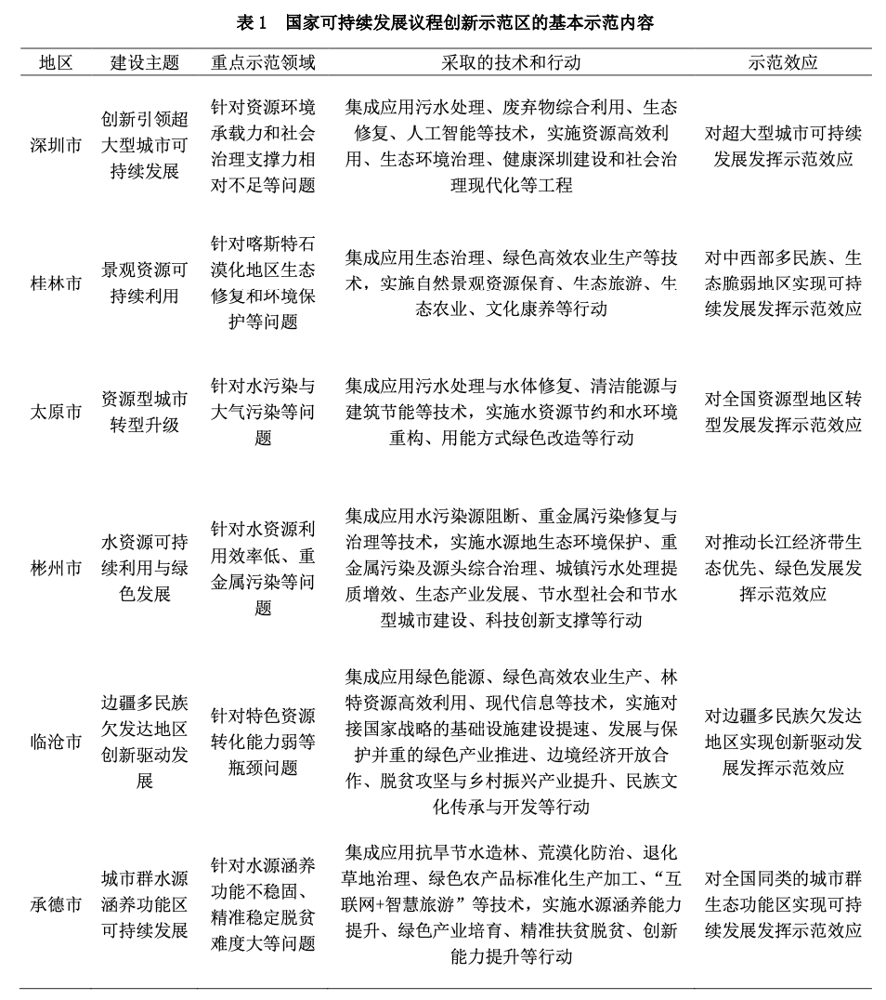 表 1 国家可持续发展议程创新示范区的基本示范内容
地区 建设主题 重点示范领域 采取的技术和行动 示范效应
深圳市
创新引领超
大型城市可
持续发展
针对资源环境
承载力和社会
治理支撑力相
对不足等问题
集成应用污水处理、废弃物综合利用、生态
修复、人工智能等技术，实施资源高效利
用、生态环境治理、健康深圳建设和社会治
理现代化等工程
对超大型城市可持续
发展发挥示范效应
桂林市
景观资源可
持续利用
针对喀斯特石
漠化地区生态
修复和环境保
护等问题
集成应用生态治理、绿色高效农业生产等技
术，实施自然景观资源保育、生态旅游、生
态农业、文化康养等行动
对中西部多民族、生
态脆弱地区实现可持
续发展发挥示范效应
太原市
资源型城市
转型升级
针对水污染与
大气污染等问
题
集成应用污水处理与水体修复、清洁能源与
建筑节能等技术，实施水资源节约和水环境
重构、用能方式绿色改造等行动
对全国资源型地区转
型发展发挥示范效应
彬州市
水资源可持
续利用与绿
色发展
针对水资源利
用效率低、重
金属污染等问
题
集成应用水污染源阻断、重金属污染修复与
治理等技术，实施水源地生态环境保护、重
金属污染及源头综合治理、城镇污水处理提
质增效、生态产业发展、节水型社会和节水
型城市建设、科技创新支撑等行动
对推动长江经济带生
态优先、绿色发展发
挥示范效应
临沧市
边疆多民族
欠发达地区
创新驱动发
展
针对特色资源
转化能力弱等
瓶颈问题
集成应用绿色能源、绿色高效农业生产、林
特资源高效利用、现代信息等技术，实施对
接国家战略的基础设施建设提速、发展与保
护并重的绿色产业推进、边境经济开放合
作、脱贫攻坚与乡村振兴产业提升、民族文
化传承与开发等行动
对边疆多民族欠发达
地区实现创新驱动发
展发挥示范效应
承德市
城市群水源
涵养功能区
可持续发展
针对水源涵养
功能不稳固、
精准稳定脱贫
难度大等问题
集成应用抗旱节水造林、荒漠化防治、退化
草地治理、绿色农产品标准化生产加工、“互
联网+智慧旅游”等技术，实施水源涵养能力
提升、绿色产业培育、精准扶贫脱贫、创新
能力提升等行动
对全国同类的城市群
生态功能区实现可持
续发展发挥示范效应